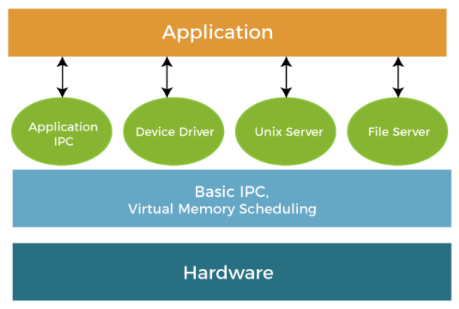 Application
Application
IPC
Device Driver
Unix Server
File Server
Basic IPC,
Virtual Memory Scheduling
Hardware